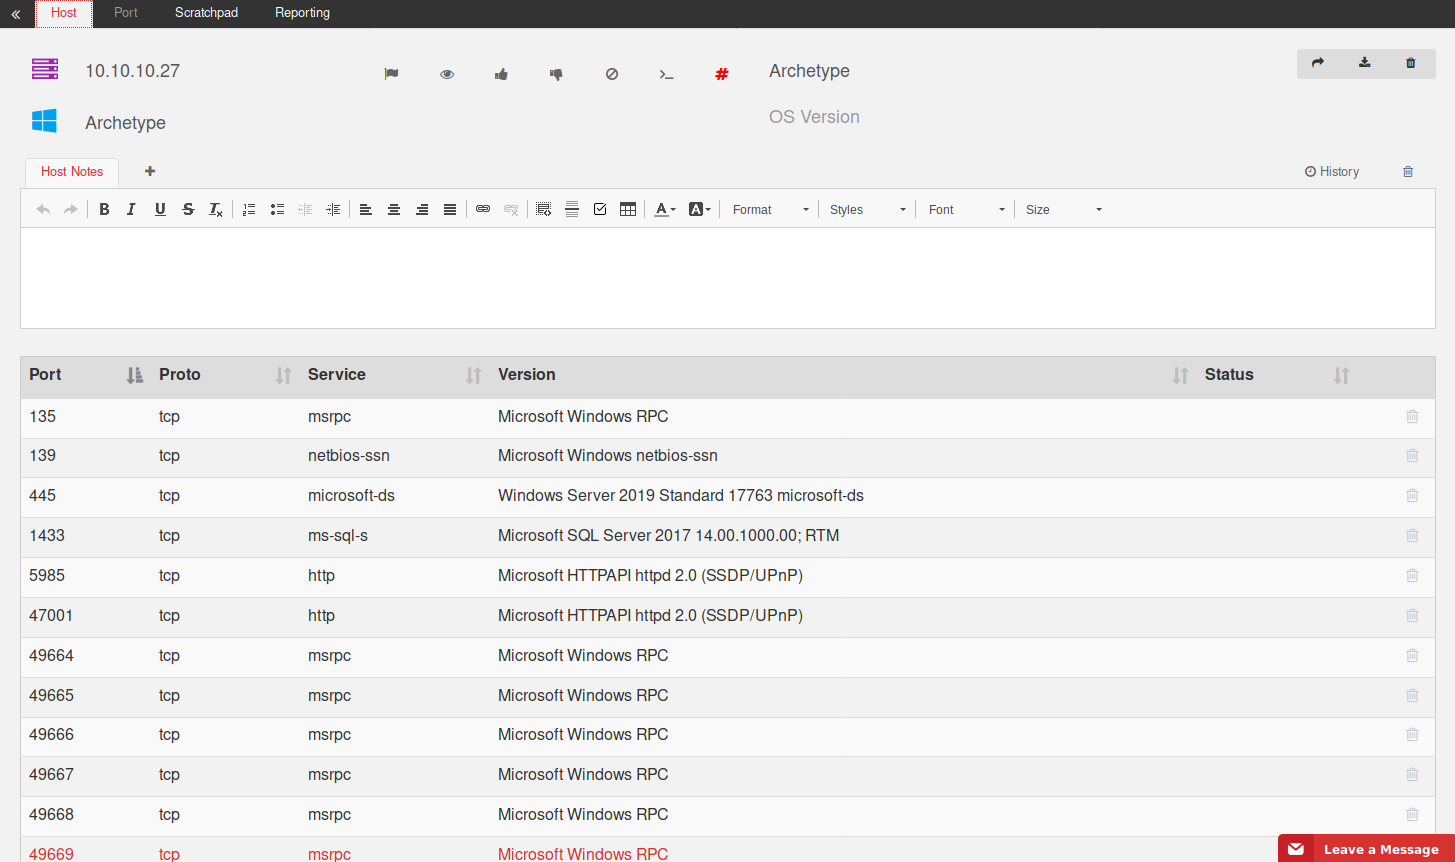 Host Port Scratchpad Reporting
10.10.10.27 # Archetype
Archetype OS Version
Host Notes + History
B I U S Tx A A Format Styles Font Size
Port Proto Service Version Status
135 tcp msrpc Microsoft Windows RPC
139 tcp netbios-ssn Microsoft Windows netbios-ssn
445 tcp microsoft-ds Windows Server 2019 Standard 17763 microsoft-ds
1433 tcp ms-sql-s Microsoft SQL Server 2017 14.00.1000.00; RTM
5985 tcp http Microsoft HTTPAPI httpd 2.0 (SSDP/UPnP)
47001 tcp http Microsoft HTTPAPI httpd 2.0 (SSDP/UPnP)
49664 tcp msrpc Microsoft Windows RPC
49665 tcp msrpc Microsoft Windows RPC
49666 tcp msrpc Microsoft Windows RPC
49667 tcp msrpc Microsoft Windows RPC
49668 tcp msrpc Microsoft Windows RPC
49669 tcp msrpc Microsoft Windows RPC
Leave a Message